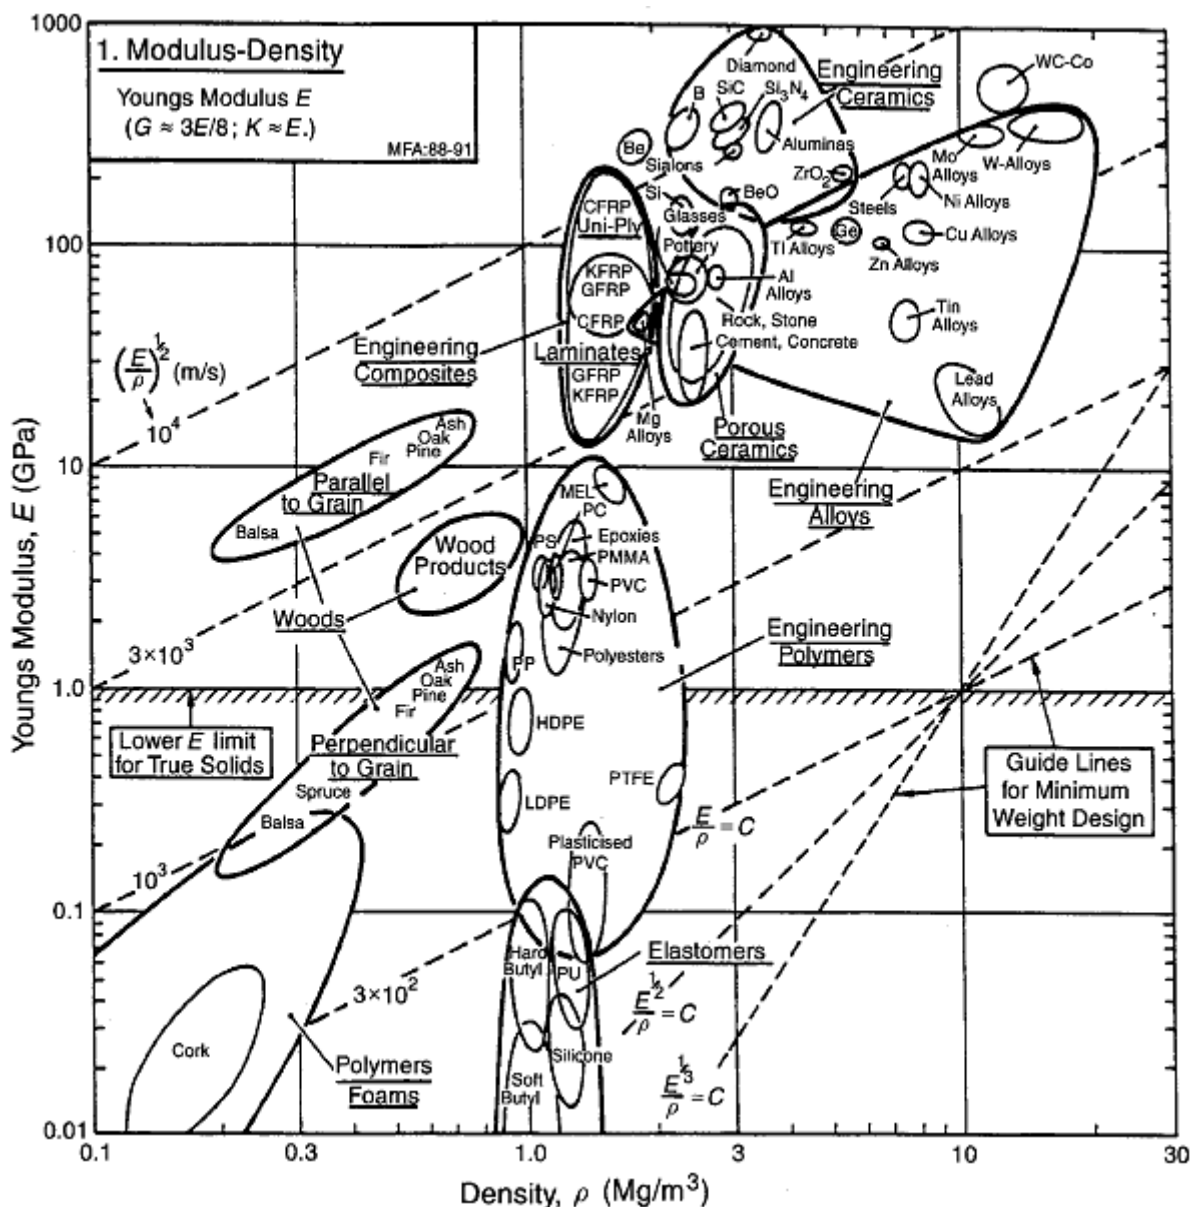 1. Modulus-Density
Youngs Modulus E
(G ≈ 3E/8 ; K ≈ E.)
MFA:88-91
1000
100
10
1.0
0.1
0.01
Youngs Modulus, E (GPa)
0.1
0.3
1.0
3
10
30
Density, ρ (Mg/m³)
Diamond
Engineering
Ceramics
B
SiC
Si₃N₄
WC-Co
Be
Sialons
Aluminas
Mo
Alloys
W-Alloys
ZrO₂
Si
BeO
Steels
Ni Alloys
CFRP
Uni-Ply
Glasses
Pottery
TI Alloys
Ge
Cu Alloys
Zn Alloys
KFRP
GFRP
Al
Alloys
CFRP
Rock, Stone
Cement, Concrete
Tin
Alloys
Laminates
GFRP
KFRP
Engineering
Composites
Lead
Alloys
Mg
Alloys
Porous
Ceramics
(E/ρ)^½ (m/s)
10⁴
Ash
Oak
Pine
Fir
Parallel
to Grain
Balsa
MEL
PC
Engineering
Alloys
PS
Epoxies
PMMA
PVC
Wood
Products
Nylon
Woods
Polyesters
Engineering
Polymers
3×10³
PP
Ash
Oak
Pine
Fir
Lower E limit
for True Solids
Perpendicular
to Grain
HDPE
Spruce
Balsa
LDPE
PTFE
Guide Lines
for Minimum
Weight Design
E/ρ = C
Plasticised
PVC
10³
Hard
Butyl
PU
Elastomers
3×10²
E^½/ρ = C
Cork
Polymers
Foams
Silicone
Soft
Butyl
E^⅓/ρ = C